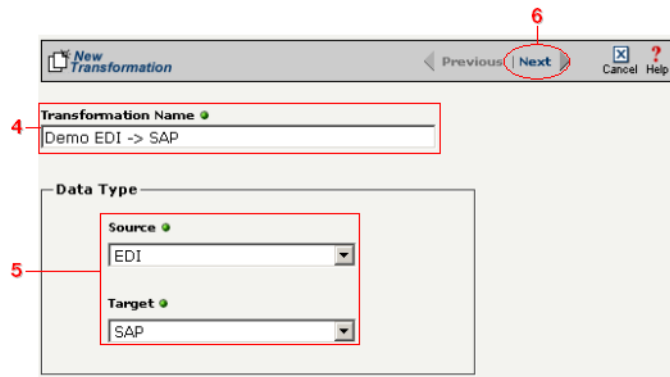 6
New
Transformation
Previous | Next
Cancel Help
4
Transformation Name
Demo EDI -> SAP
Data Type
Source
EDI
5
Target
SAP